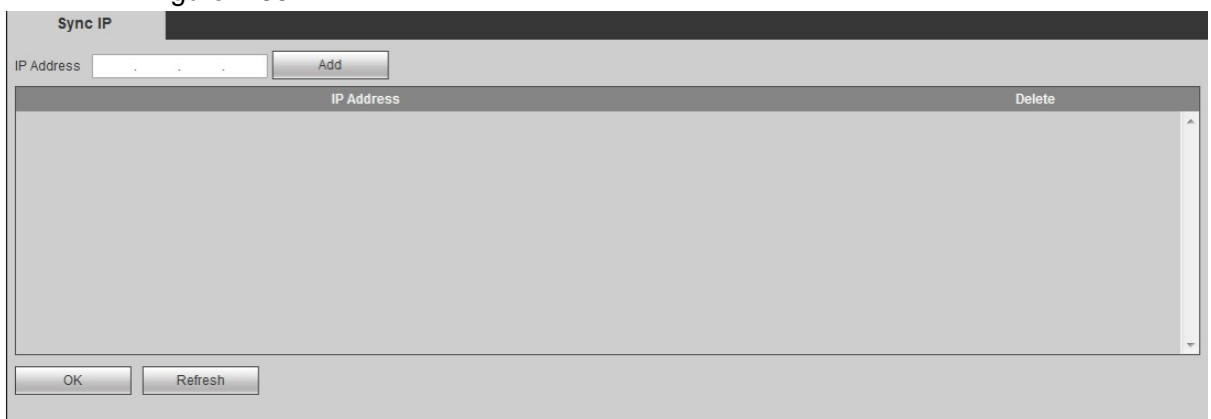 Sync IP
IP Address . . . Add
IP Address Delete
OK Refresh